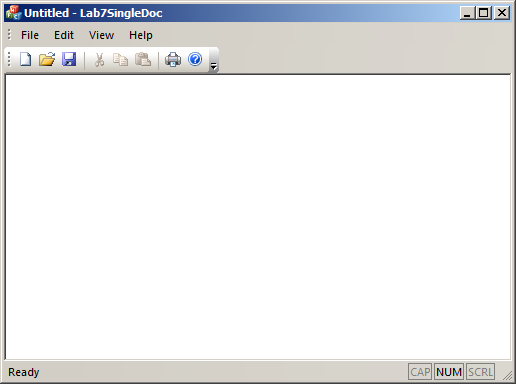 Untitled - Lab7SingleDoc
File Edit View Help
Ready CAP NUM SCRL